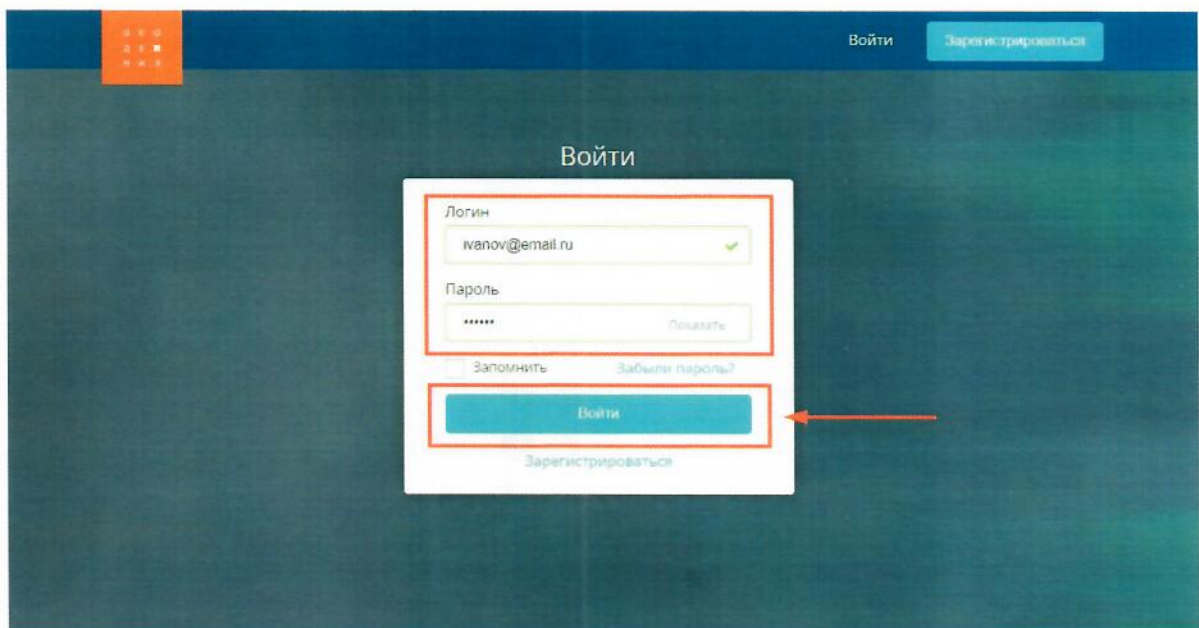 Войти
Зарегистрироваться
Войти
Логин
ivanov@email.ru
Пароль
••••••
Показать
Запомнить
Забыли пароль?
Войти
Зарегистрироваться